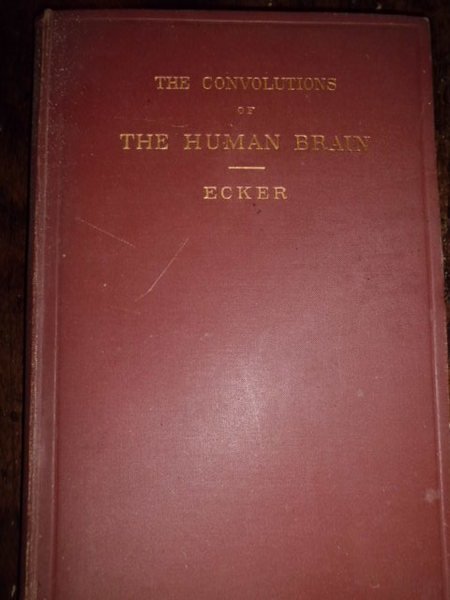 THE CONVOLUTIONS
OF
THE HUMAN BRAIN
ECKER